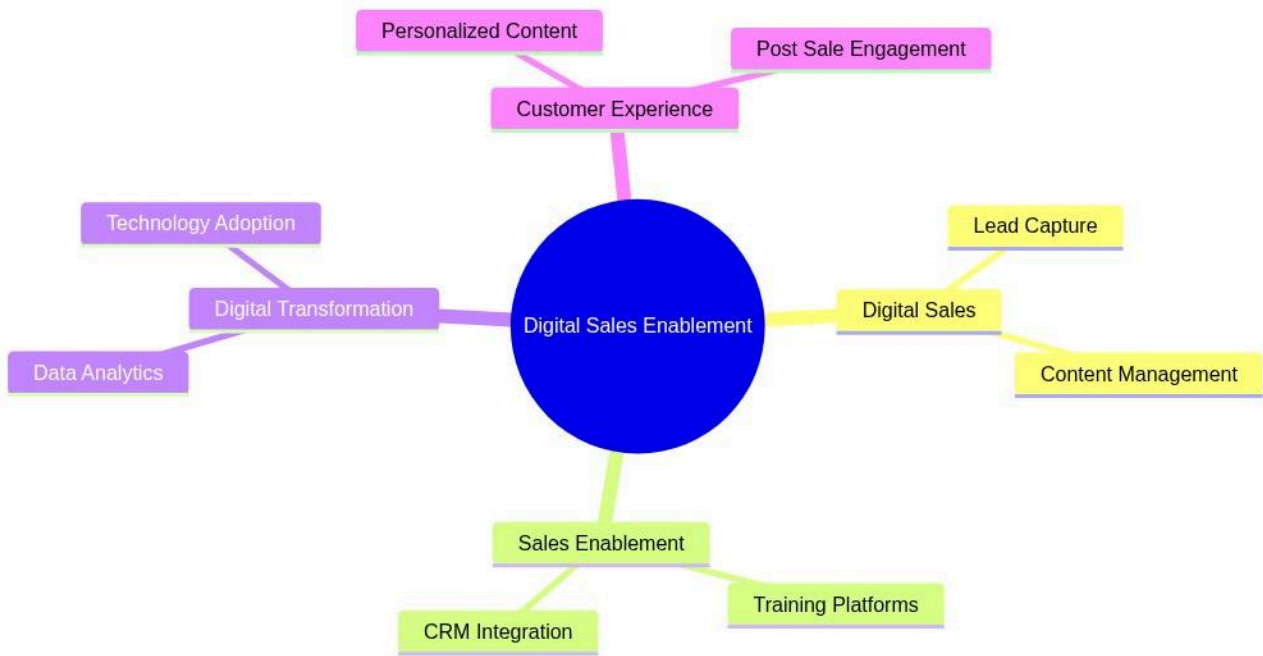 Personalized Content
Post Sale Engagement
Customer Experience
Technology Adoption
Lead Capture
Digital Transformation
Digital Sales Enablement
Digital Sales
Data Analytics
Content Management
Sales Enablement
Training Platforms
CRM Integration